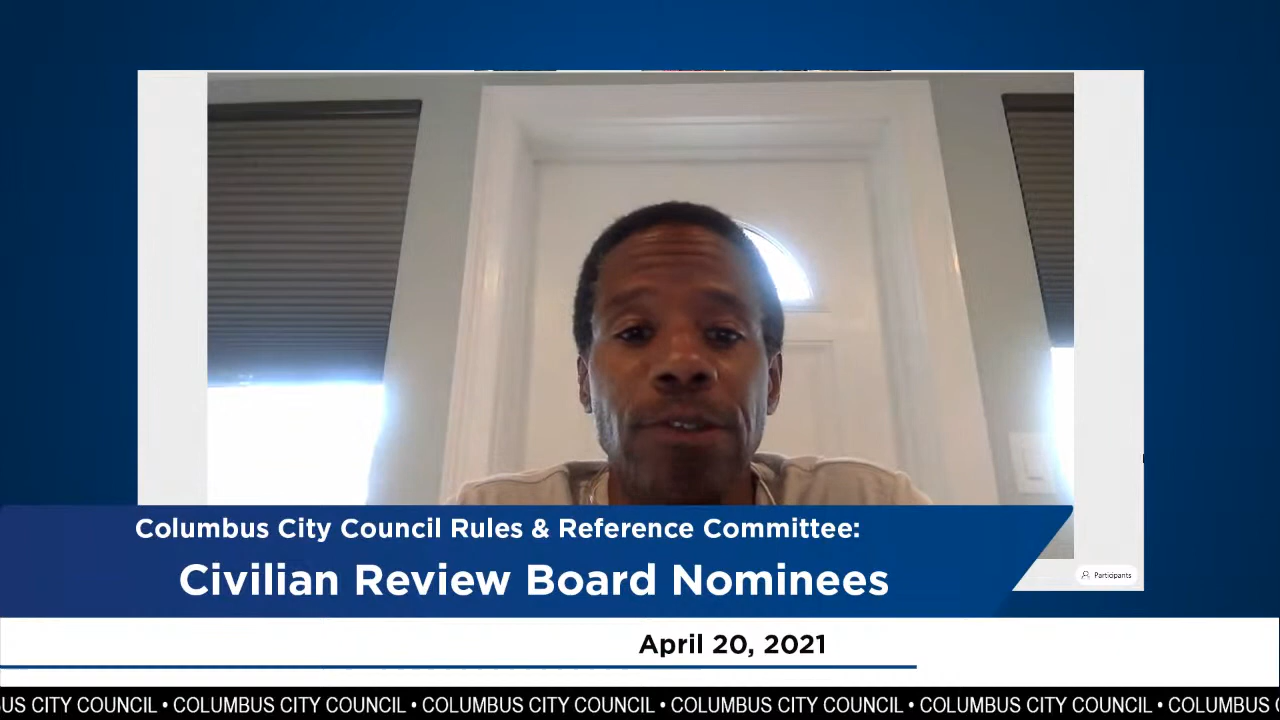 Participants
Columbus City Council Rules & Reference Committee:
Civilian Review Board Nominees
April 20, 2021
US CITY COUNCIL • COLUMBUS CITY COUNCIL • COLUMBUS CITY COUNCIL • COLUMBUS CITY COUNCIL • COLUMBUS CITY COUNCIL • COLUMBUS